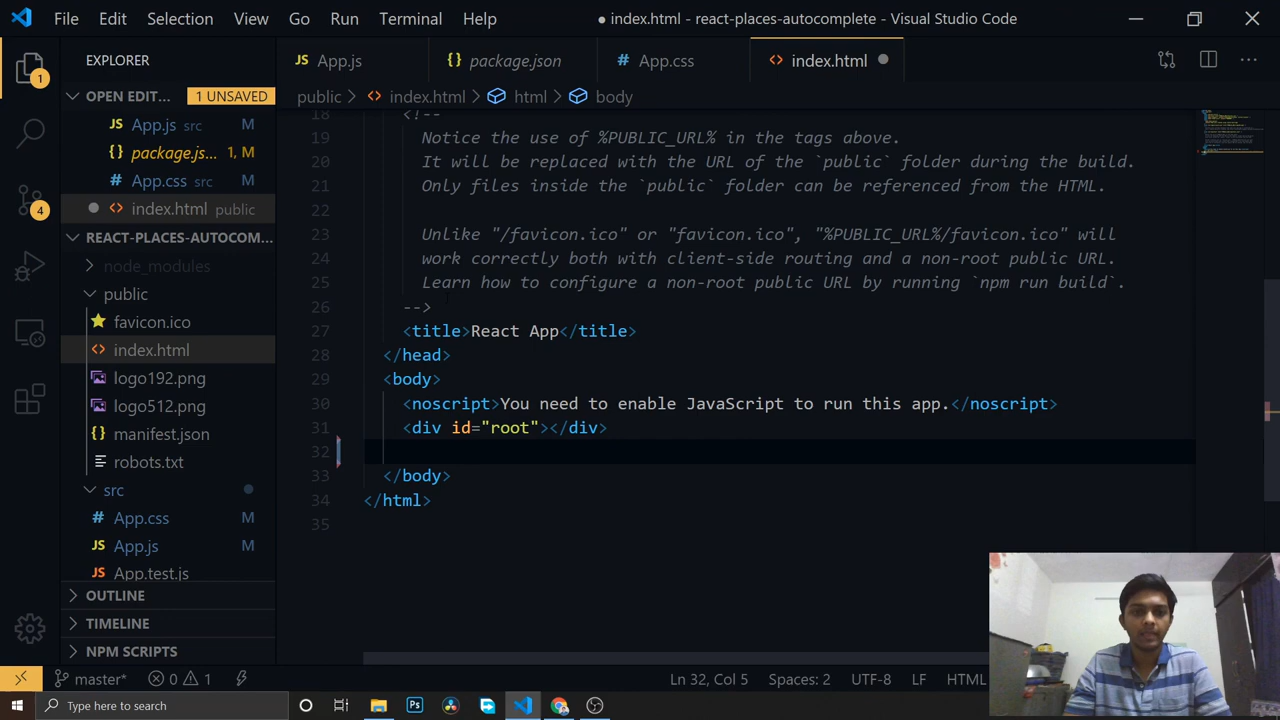 File Edit Selection View Go Run Terminal Help ● index.html - react-places-autocomplete - Visual Studio Code
EXPLORER
OPEN EDIT... 1 UNSAVED
JS App.js src M
{} package.js... 1, M
# App.css src M
● <> index.html public
REACT-PLACES-AUTOCOM...
node_modules
public
favicon.ico
<> index.html
logo192.png
logo512.png
{} manifest.json
robots.txt
src
# App.css M
JS App.js M
JS App.test.js
OUTLINE
TIMELINE
NPM SCRIPTS
1
4
JS App.js {} package.json # App.css <> index.html ●
public > <> index.html > html > body
18 <!--
19 Notice the use of %PUBLIC_URL% in the tags above.
20 It will be replaced with the URL of the `public` folder during the build.
21 Only files inside the `public` folder can be referenced from the HTML.
22
23 Unlike "/favicon.ico" or "favicon.ico", "%PUBLIC_URL%/favicon.ico" will
24 work correctly both with client-side routing and a non-root public URL.
25 Learn how to configure a non-root public URL by running `npm run build`.
26 -->
27 <title>React App</title>
28 </head>
29 <body>
30 <noscript>You need to enable JavaScript to run this app.</noscript>
31 <div id="root"></div>
32
33 </body>
34 </html>
35
master* 0 1 Ln 32, Col 5 Spaces: 2 UTF-8 LF HTML
Type here to search Ps